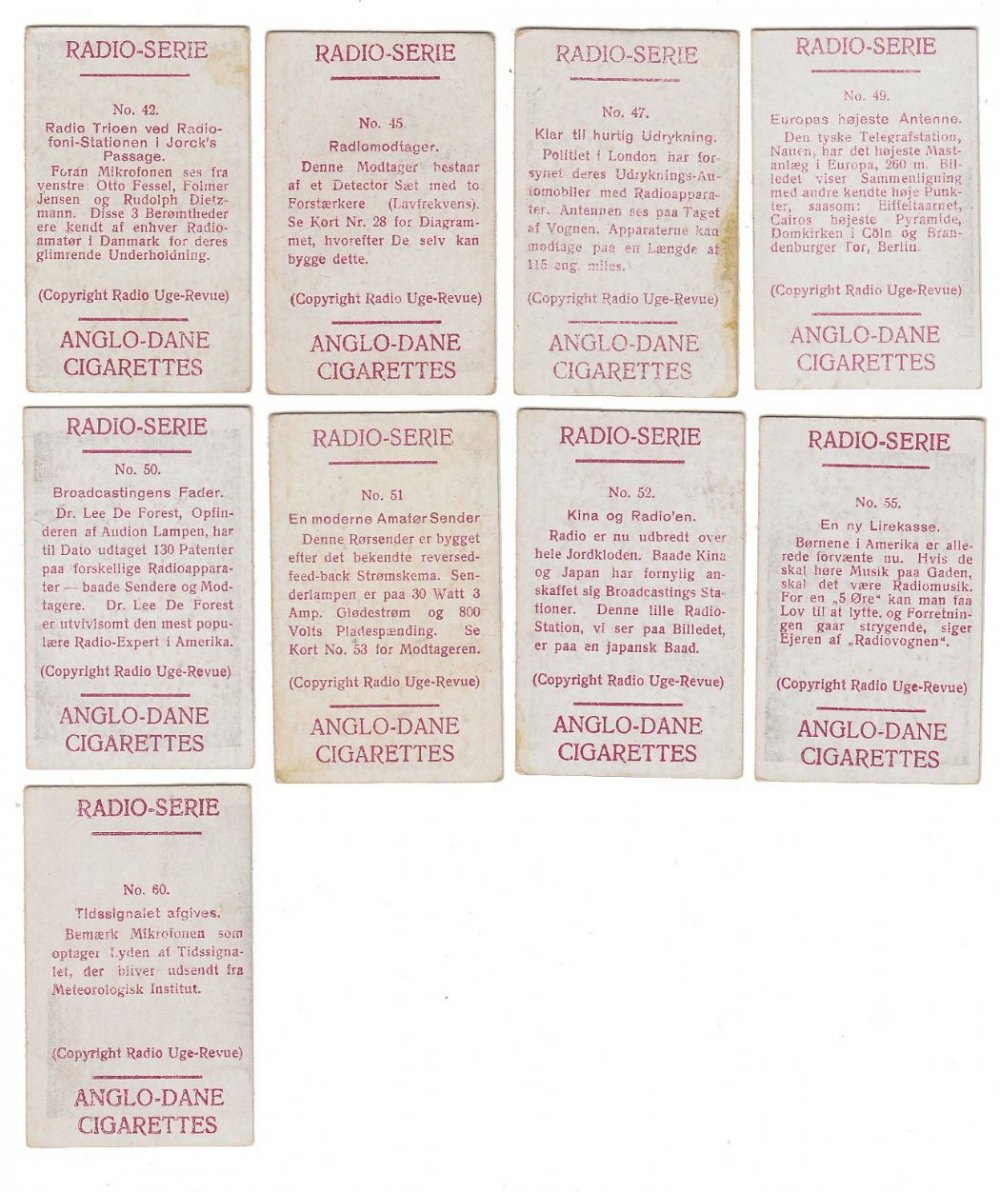 RADIO-SERIE
No. 42.
Radio Trioen ved Radio-
foni-Stationen i Jorck's
Passage.
Foran Mikrofonen ses fra
venstre: Otto Fessel, Folmer
Jensen og Rudolph Dietz-
mann. Disse 3 Berømtheder
ere kendt af enhver Radio-
amatør i Danmark for deres
glimrende Underholdning.
(Copyright Radio Uge-Revue)
ANGLO-DANE
CIGARETTES
RADIO-SERIE
No. 45.
Radiomodtager.
Denne Modtager bestaar
af et Detector Sæt med to
Forstærkere (Lavfrekvens).
Se Kort Nr. 28 for Diagram-
met, hvorefter De selv kan
bygge dette.
(Copyright Radio Uge-Revue)
ANGLO-DANE
CIGARETTES
RADIO-SERIE
No. 47.
Klar til hurtig Udrykning.
Politiet i London har for-
synet deres Udryknings-Au-
tomobiler med Radioappara-
ter. Antennen ses paa Taget
af Vognen. Apparaterne kan
modtage paa en Længde af
115 eng. miles.
(Copyright Radio Uge-Revue)
ANGLO-DANE
CIGARETTES
RADIO-SERIE
No. 49.
Europas højeste Antenne.
Den tyske Telegrafstation,
Nauen, har det højeste Mast-
anlæg i Europa, 260 m. Bil-
ledet viser Sammenligning
med andre kendte høje Punk-
ter, saasom: Eiffeltaarnet,
Cairos højeste Pyramide,
Domkirken i Cöln og Bran-
denburger Tor, Berlin.
(Copyright Radio Uge-Revue)
ANGLO-DANE
CIGARETTES
RADIO-SERIE
No. 50.
Broadcastingens Fader.
Dr. Lee De Forest, Opfin-
deren af Audion Lampen, har
til Dato udtaget 130 Patenter
paa forskellige Radioappara-
ter — baade Sendere og Mod-
tagere. Dr. Lee De Forest
er utvivlsomt den mest popu-
lære Radio-Expert i Amerika.
(Copyright Radio Uge-Revue)
ANGLO-DANE
CIGARETTES
RADIO-SERIE
No. 51
En moderne Amatør Sender
Denne Rørsender er bygget
efter det bekendte reversed-
feed-back Strømskema. Sen-
derlampen er paa 30 Watt 3
Amp. Glødestrøm og 800
Volts Pladespænding. Se
Kort No. 53 for Modtageren.
(Copyright Radio Uge-Revue)
ANGLO-DANE
CIGARETTES
RADIO-SERIE
No. 52.
Kina og Radio'en.
Radio er nu udbredt over
hele Jordkloden. Baade Kina
og Japan har fornylig an-
skaffet sig Broadcastings Sta-
tioner. Denne lille Radio-
Station, vi ser paa Billedet,
er paa en japansk Baad.
(Copyright Radio Uge-Revue)
ANGLO-DANE
CIGARETTES
RADIO-SERIE
No. 55.
En ny Lirekasse.
Børnene i Amerika er alle-
rede forvænte nu. Hvis de
skal høre Musik paa Gaden,
skal det være Radiomusik.
For en „5 Øre“ kan man faa
Lov til at lytte, og Forretnin-
gen gaar strygende, siger
Ejeren af „Radiovognen“.
(Copyright Radio Uge-Revue)
ANGLO-DANE
CIGARETTES
RADIO-SERIE
No. 60.
Tidssignalet afgives.
Bemærk Mikrofonen som
optager Lyden af Tidssigna-
let, der bliver udsendt fra
Meteorologisk Institut.
(Copyright Radio Uge-Revue)
ANGLO-DANE
CIGARETTES